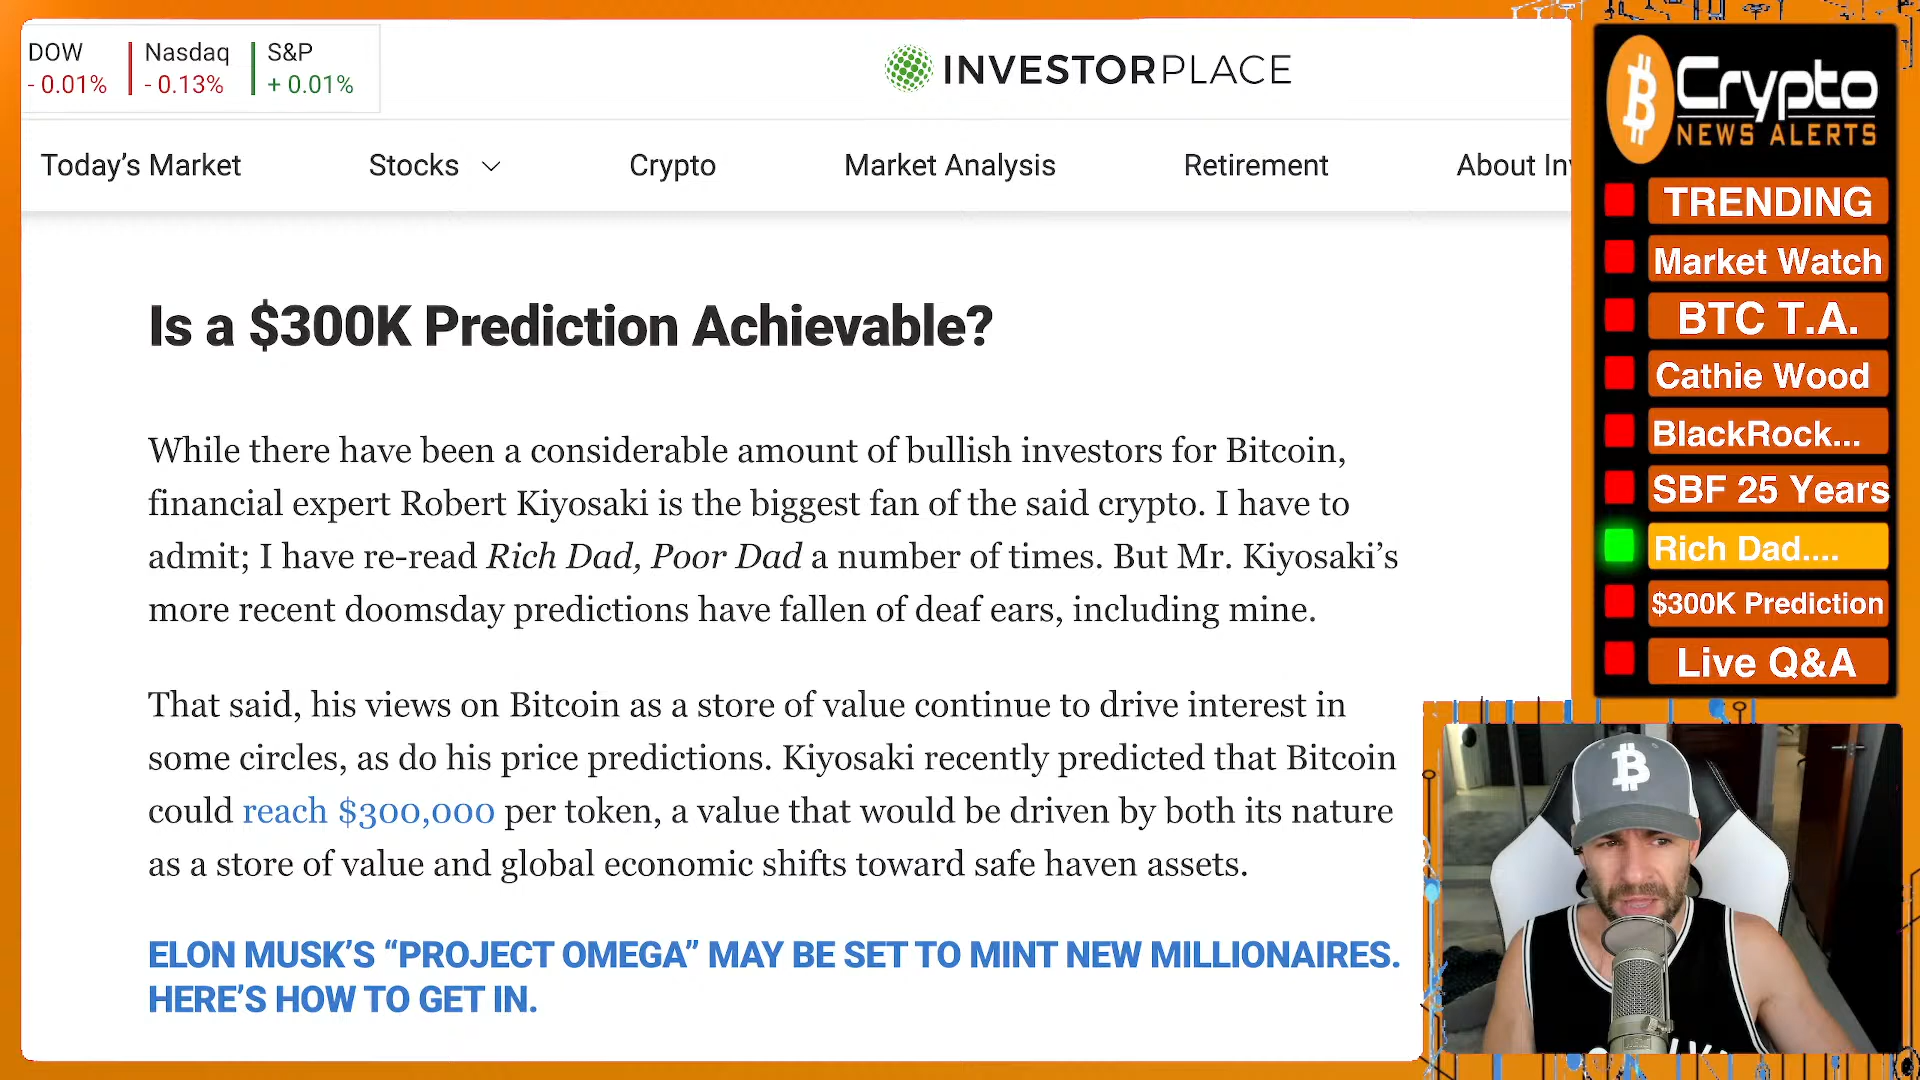 DOW
- 0.01%
Nasdaq
- 0.13%
S&P
+ 0.01%
INVESTORPLACE
Today's Market
Stocks
Crypto
Market Analysis
Retirement
About Inv
Is a $300K Prediction Achievable?
While there have been a considerable amount of bullish investors for Bitcoin,
financial expert Robert Kiyosaki is the biggest fan of the said crypto. I have to
admit; I have re-read Rich Dad, Poor Dad a number of times. But Mr. Kiyosaki's
more recent doomsday predictions have fallen of deaf ears, including mine.
That said, his views on Bitcoin as a store of value continue to drive interest in
some circles, as do his price predictions. Kiyosaki recently predicted that Bitcoin
could reach $300,000 per token, a value that would be driven by both its nature
as a store of value and global economic shifts toward safe haven assets.
ELON MUSK'S “PROJECT OMEGA” MAY BE SET TO MINT NEW MILLIONAIRES.
HERE'S HOW TO GET IN.
Crypto
NEWS ALERTS
TRENDING
Market Watch
BTC T.A.
Cathie Wood
BlackRock...
SBF 25 Years
Rich Dad....
$300K Prediction
Live Q&A